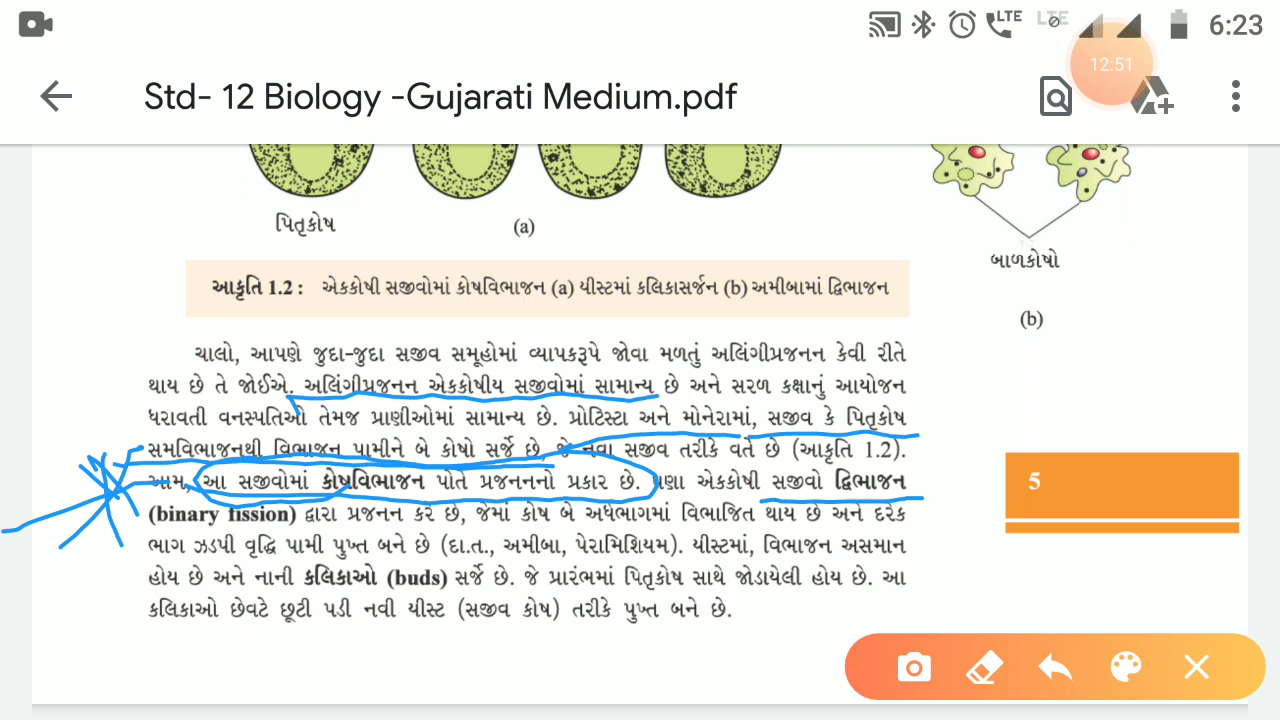 LTE
LTE
6:23
12:51
Std- 12 Biology -Gujarati Medium.pdf
પિતૃકોષ
(a)
બાળકોષો
(b)
આકૃતિ 1.2 : એકકોષી સજીવોમાં કોષવિભાજન (a) યીસ્ટમાં કલિકાસર્જન (b) અમીબામાં દ્વિભાજન
ચાલો, આપણે જુદા-જુદા સજીવ સમૂહોમાં વ્યાપકરૂપે જોવા મળતું અલિંગીપ્રજનન કેવી રીતે
થાય છે તે જોઈએ. અલિંગીપ્રજનન એકકોષીય સજીવોમાં સામાન્ય છે અને સરળ કક્ષાનું આયોજન
ધરાવતી વનસ્પતિઓ તેમજ પ્રાણીઓમાં સામાન્ય છે. પ્રોટિસ્ટા અને મોનેરામાં, સજીવ કે પિતૃકોષ
સમવિભાજનથી વિભાજન પામીને બે કોષો સર્જે છે, જે નવા સજીવ તરીકે વર્તે છે (આકૃતિ 1.2).
આમ, આ સજીવોમાં કોષવિભાજન પોતે પ્રજનનનો પ્રકાર છે. ઘણા એકકોષી સજીવો દ્વિભાજન
(binary fission) દ્વારા પ્રજનન કરે છે, જેમાં કોષ બે અર્ધભાગમાં વિભાજિત થાય છે અને દરેક
ભાગ ઝડપી વૃદ્ધિ પામી પુખ્ત બને છે (દા.ત., અમીબા, પેરામિશિયમ). યીસ્ટમાં, વિભાજન અસમાન
હોય છે અને નાની કલિકાઓ (buds) સર્જે છે. જે પ્રારંભમાં પિતૃકોષ સાથે જોડાયેલી હોય છે. આ
કલિકાઓ છેવટે છૂટી પડી નવી યીસ્ટ (સજીવ કોષ) તરીકે પુખ્ત બને છે.
5